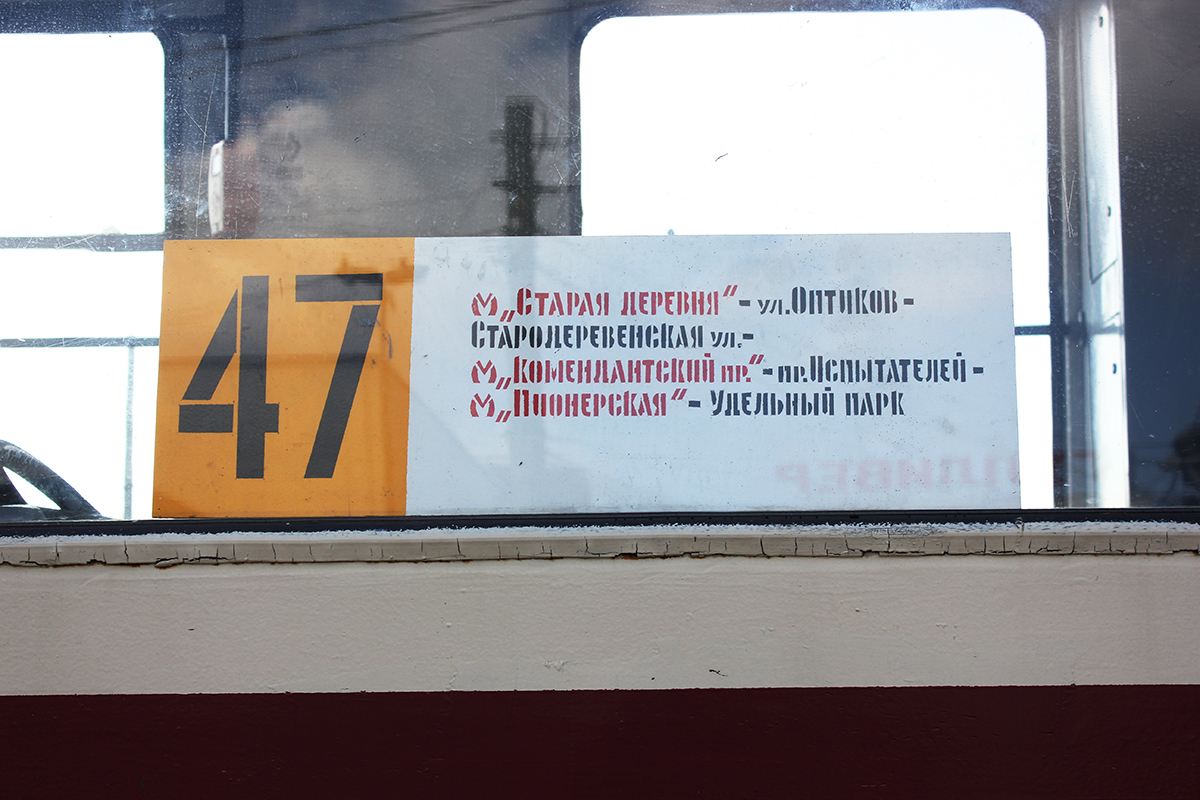 47
М „Старая деревня“ - ул. Оптиков -
Стародеревенская ул. -
М „Комендантский пр.“ - пр. Испытателей -
М „Пионерская“ - Удельный парк